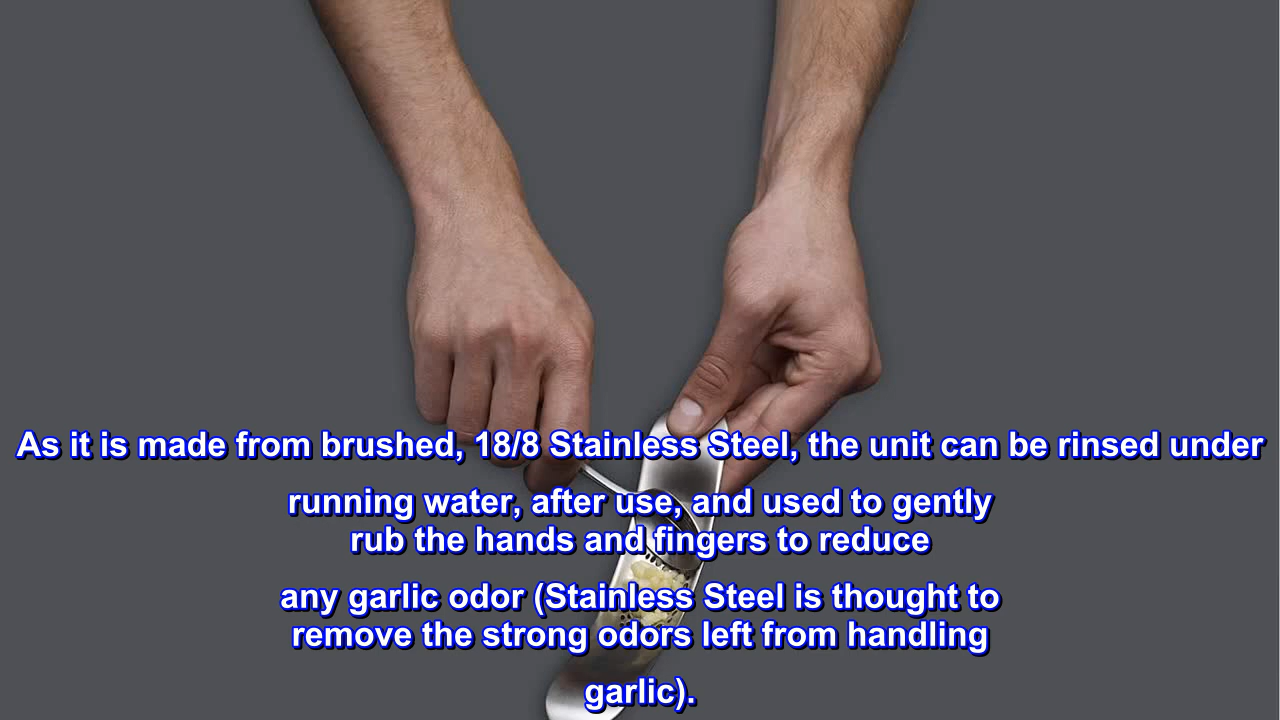 As it is made from brushed, 18/8 Stainless Steel, the unit can be rinsed under
running water, after use, and used to gently
rub the hands and fingers to reduce
any garlic odor (Stainless Steel is thought to
remove the strong odors left from handling
garlic).